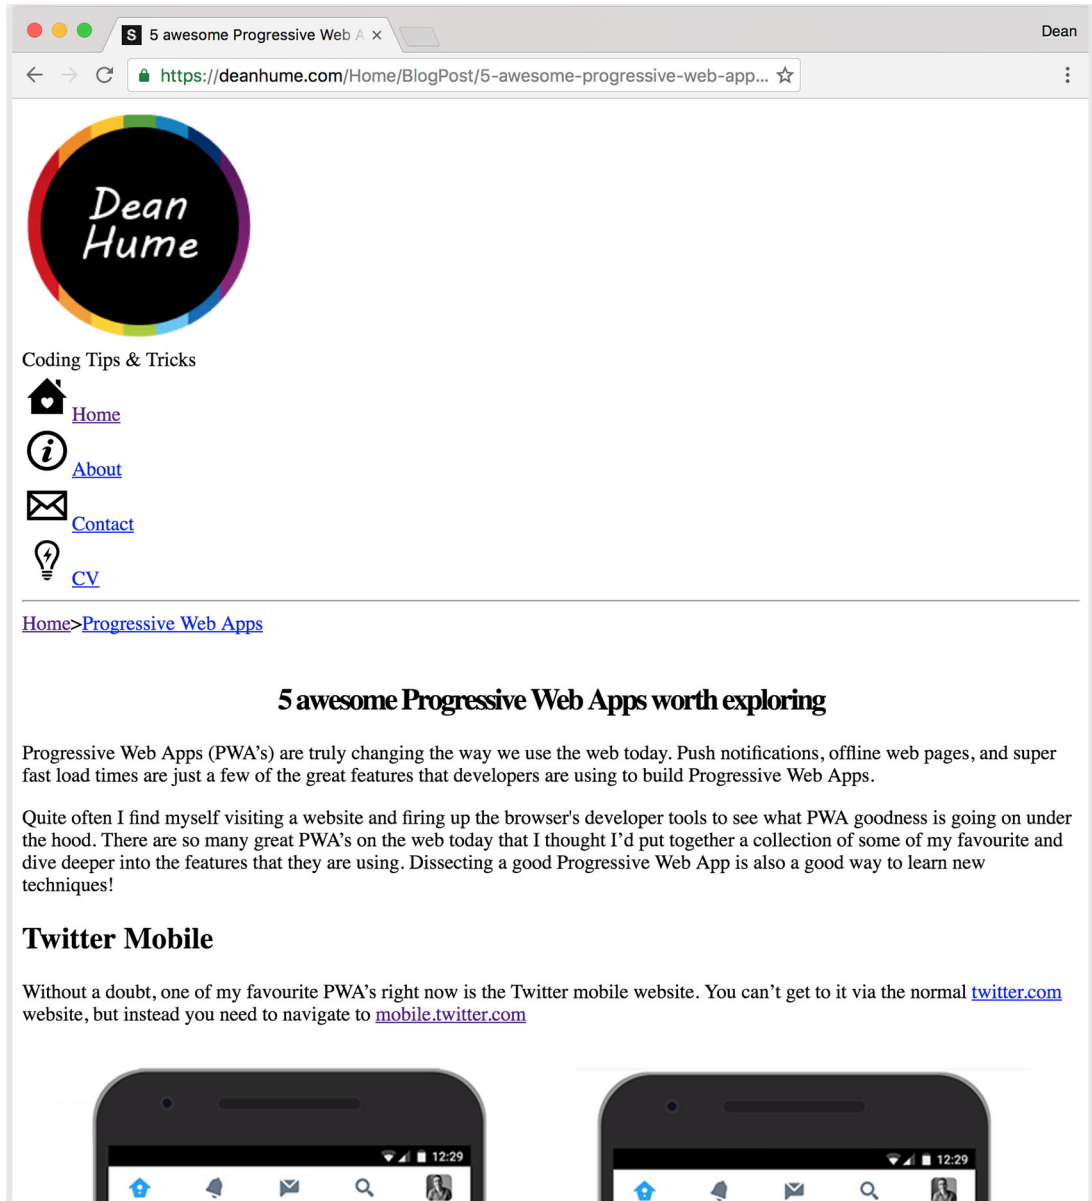 Dean
S 5 awesome Progressive Web A ×
https://deanhume.com/Home/BlogPost/5-awesome-progressive-web-app...
Dean
Hume
Coding Tips & Tricks
Home
About
Contact
CV
Home>Progressive Web Apps
5 awesome Progressive Web Apps worth exploring
Progressive Web Apps (PWA’s) are truly changing the way we use the web today. Push notifications, offline web pages, and super
fast load times are just a few of the great features that developers are using to build Progressive Web Apps.
Quite often I find myself visiting a website and firing up the browser's developer tools to see what PWA goodness is going on under
the hood. There are so many great PWA’s on the web today that I thought I’d put together a collection of some of my favourite and
dive deeper into the features that they are using. Dissecting a good Progressive Web App is also a good way to learn new
techniques!
Twitter Mobile
Without a doubt, one of my favourite PWA’s right now is the Twitter mobile website. You can’t get to it via the normal twitter.com
website, but instead you need to navigate to mobile.twitter.com
12:29
12:29